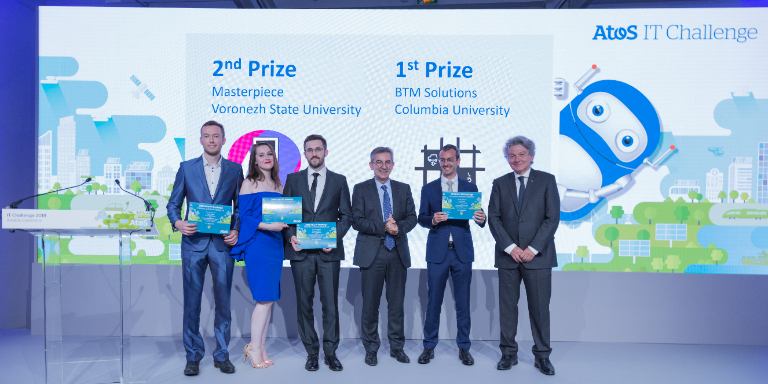 Atos IT Challenge
2nd Prize
Masterpiece
Voronezh State University
1st Prize
BTM Solutions
Columbia University